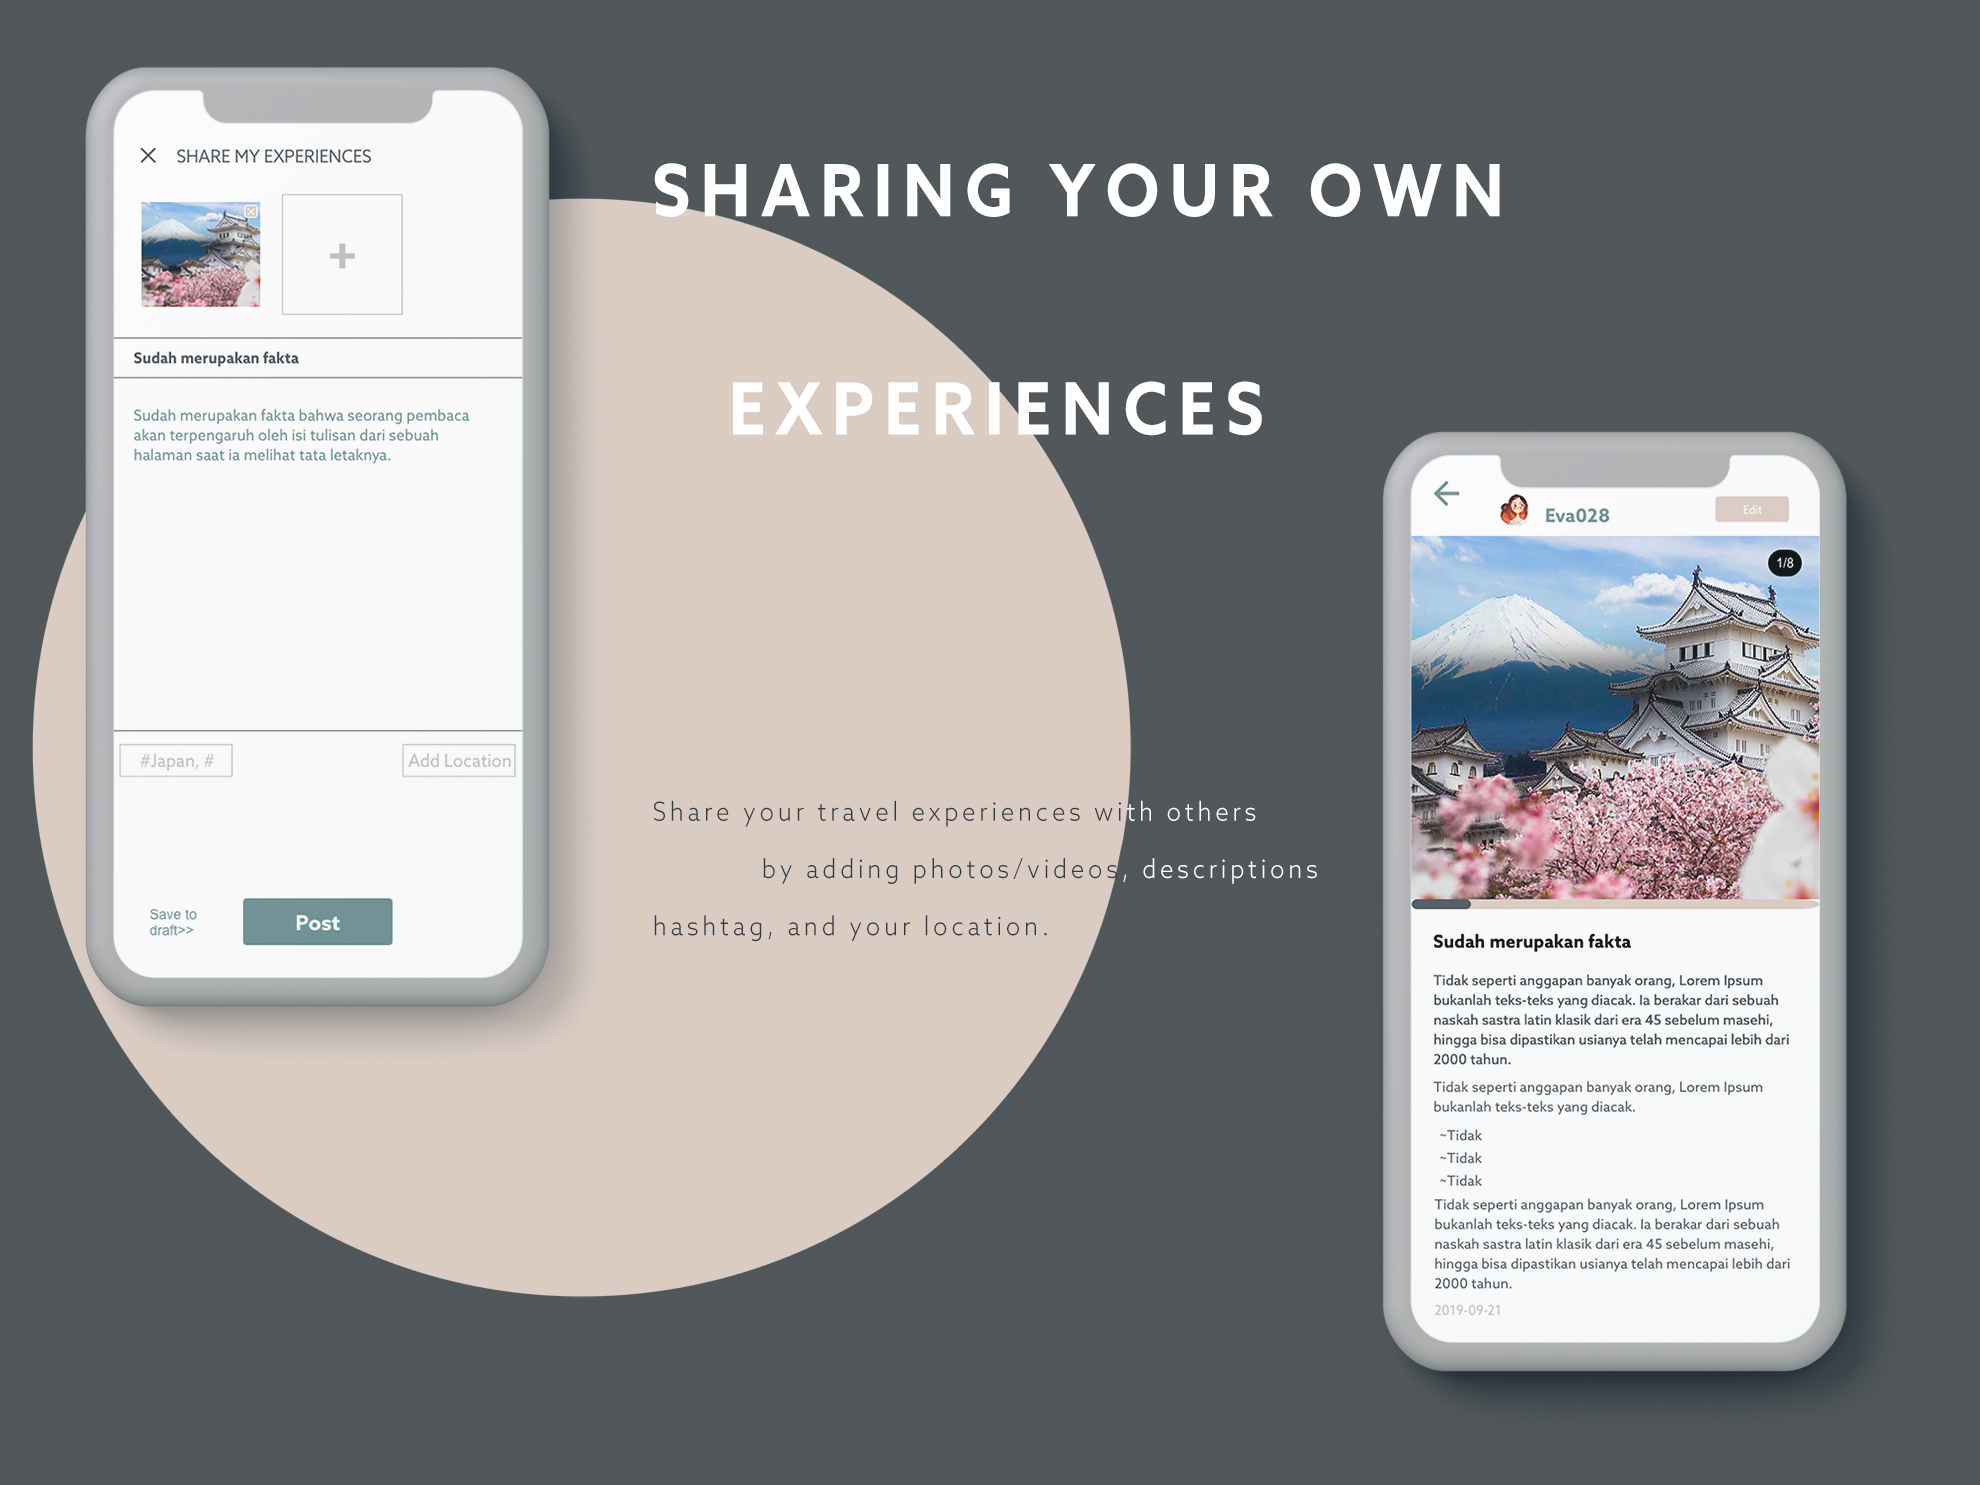 SHARE MY EXPERIENCES
Sudah merupakan fakta
Sudah merupakan fakta bahwa seorang pembaca
akan terpengaruh oleh isi tulisan dari sebuah
halaman saat ia melihat tata letaknya.
#Japan, #
Add Location
Save to
draft>>
Post
SHARING YOUR OWN
EXPERIENCES
Share your travel experiences with others
by adding photos/videos, descriptions
hashtag, and your location.
Eva028
Edit
1/8
Sudah merupakan fakta
Tidak seperti anggapan banyak orang, Lorem Ipsum
bukanlah teks-teks yang diacak. Ia berakar dari sebuah
naskah sastra latin klasik dari era 45 sebelum masehi,
hingga bisa dipastikan usianya telah mencapai lebih dari
2000 tahun.
Tidak seperti anggapan banyak orang, Lorem Ipsum
bukanlah teks-teks yang diacak.
~Tidak
~Tidak
~Tidak
Tidak seperti anggapan banyak orang, Lorem Ipsum
bukanlah teks-teks yang diacak. Ia berakar dari sebuah
naskah sastra latin klasik dari era 45 sebelum masehi,
hingga bisa dipastikan usianya telah mencapai lebih dari
2000 tahun.
2019-09-21